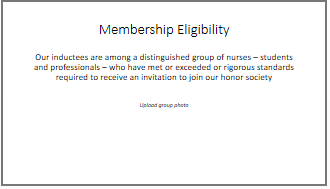 Membership Eligibility
Our inductees are among a distinguished group of nurses – students
and professionals – who have met or exceeded or rigorous standards
required to receive an invitation to join our honor society
Upload group photo